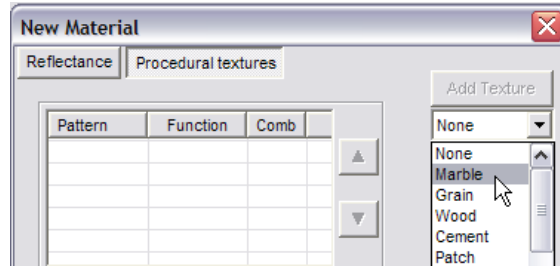 New Material
Reflectance Procedural textures
Add Texture
Pattern Function Comb
None
None
Marble
Grain
Wood
Cement
Patch